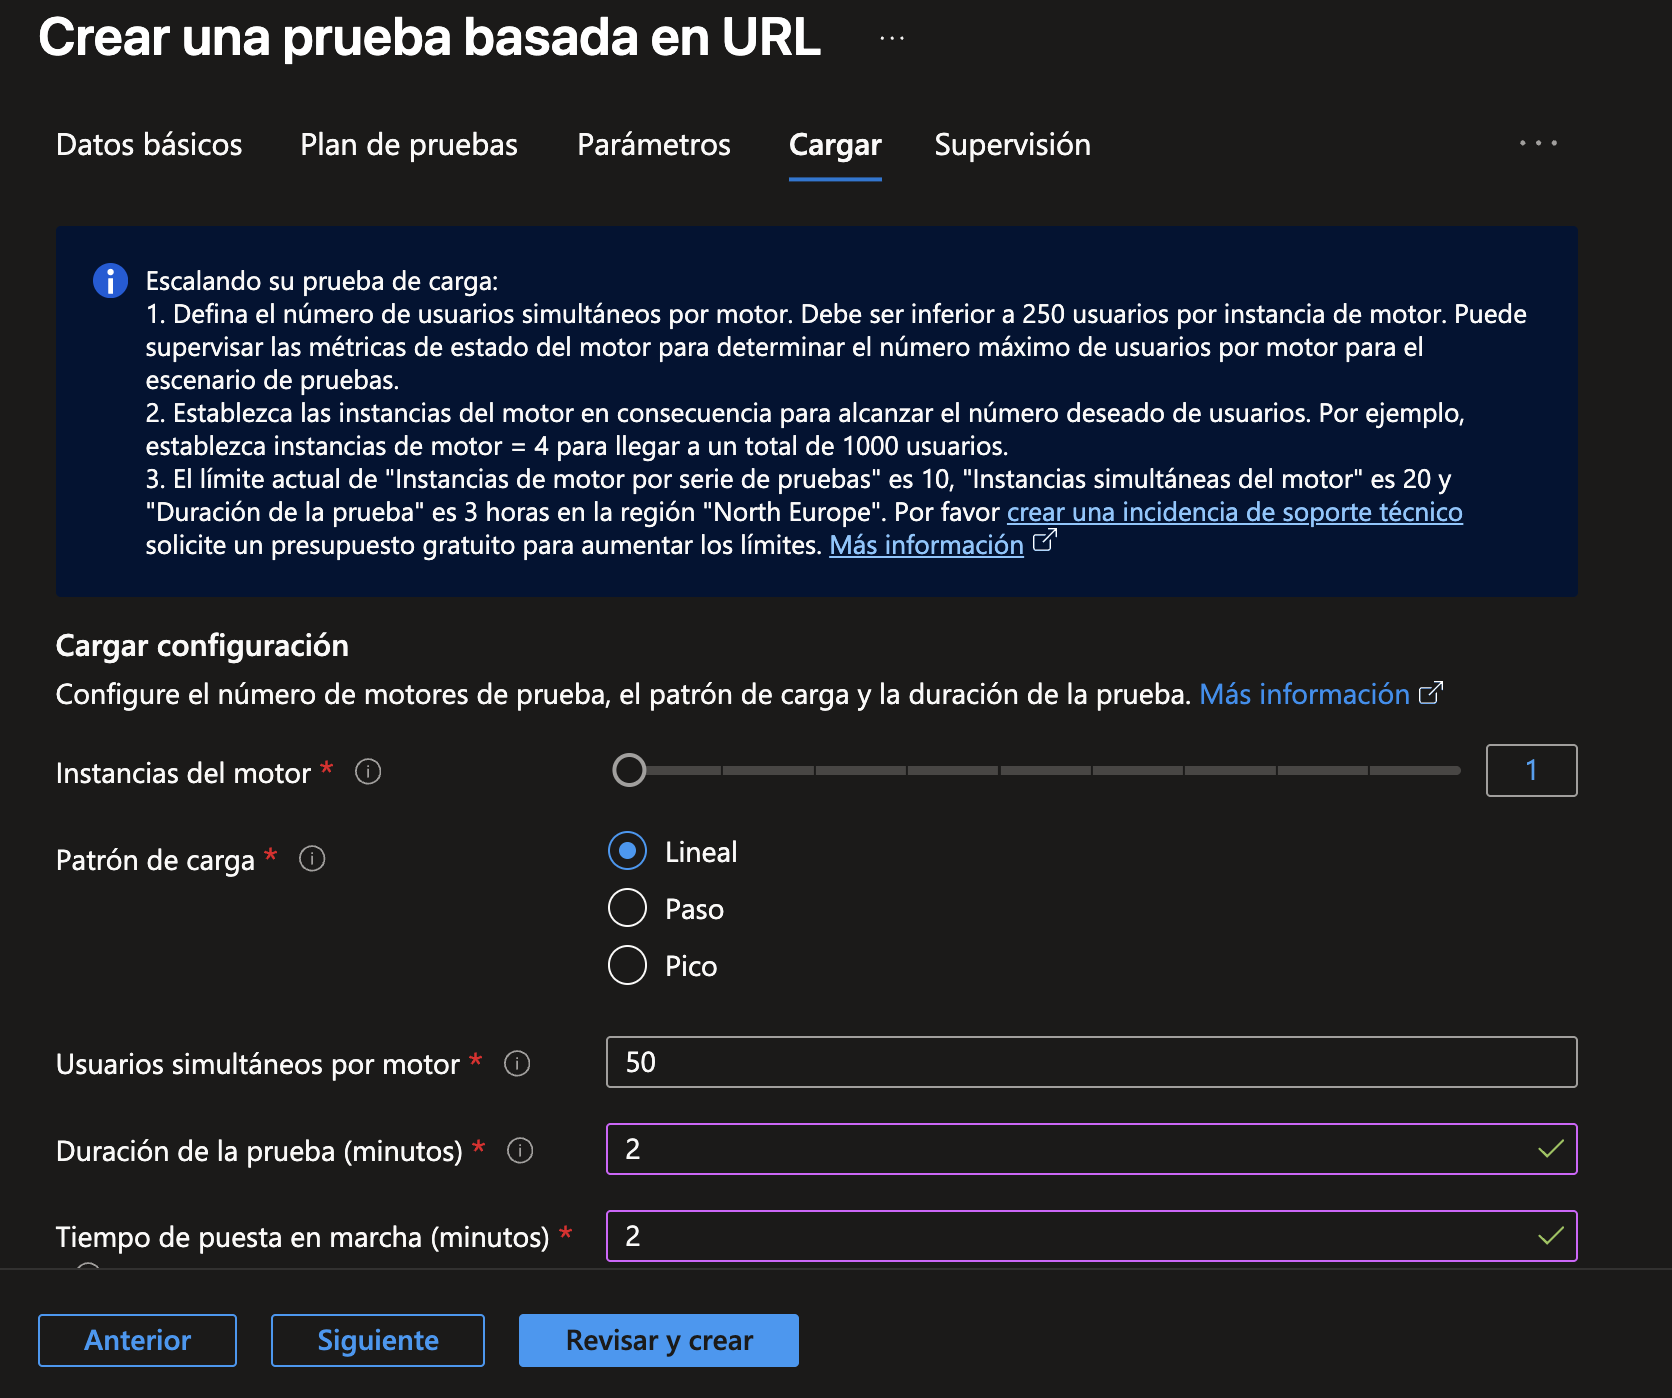 Crear una prueba basada en URL ...
Datos básicos Plan de pruebas Parámetros Cargar Supervisión ...
Escalando su prueba de carga:
1. Defina el número de usuarios simultáneos por motor. Debe ser inferior a 250 usuarios por instancia de motor. Puede
supervisar las métricas de estado del motor para determinar el número máximo de usuarios por motor para el
escenario de pruebas.
2. Establezca las instancias del motor en consecuencia para alcanzar el número deseado de usuarios. Por ejemplo,
establezca instancias de motor = 4 para llegar a un total de 1000 usuarios.
3. El límite actual de "Instancias de motor por serie de pruebas" es 10, "Instancias simultáneas del motor" es 20 y
"Duración de la prueba" es 3 horas en la región "North Europe". Por favor crear una incidencia de soporte técnico
solicite un presupuesto gratuito para aumentar los límites. Más información
Cargar configuración
Configure el número de motores de prueba, el patrón de carga y la duración de la prueba. Más información
Instancias del motor * 1
Patrón de carga * Lineal
Paso
Pico
Usuarios simultáneos por motor * 50
Duración de la prueba (minutos) * 2
Tiempo de puesta en marcha (minutos) * 2
Anterior Siguiente Revisar y crear